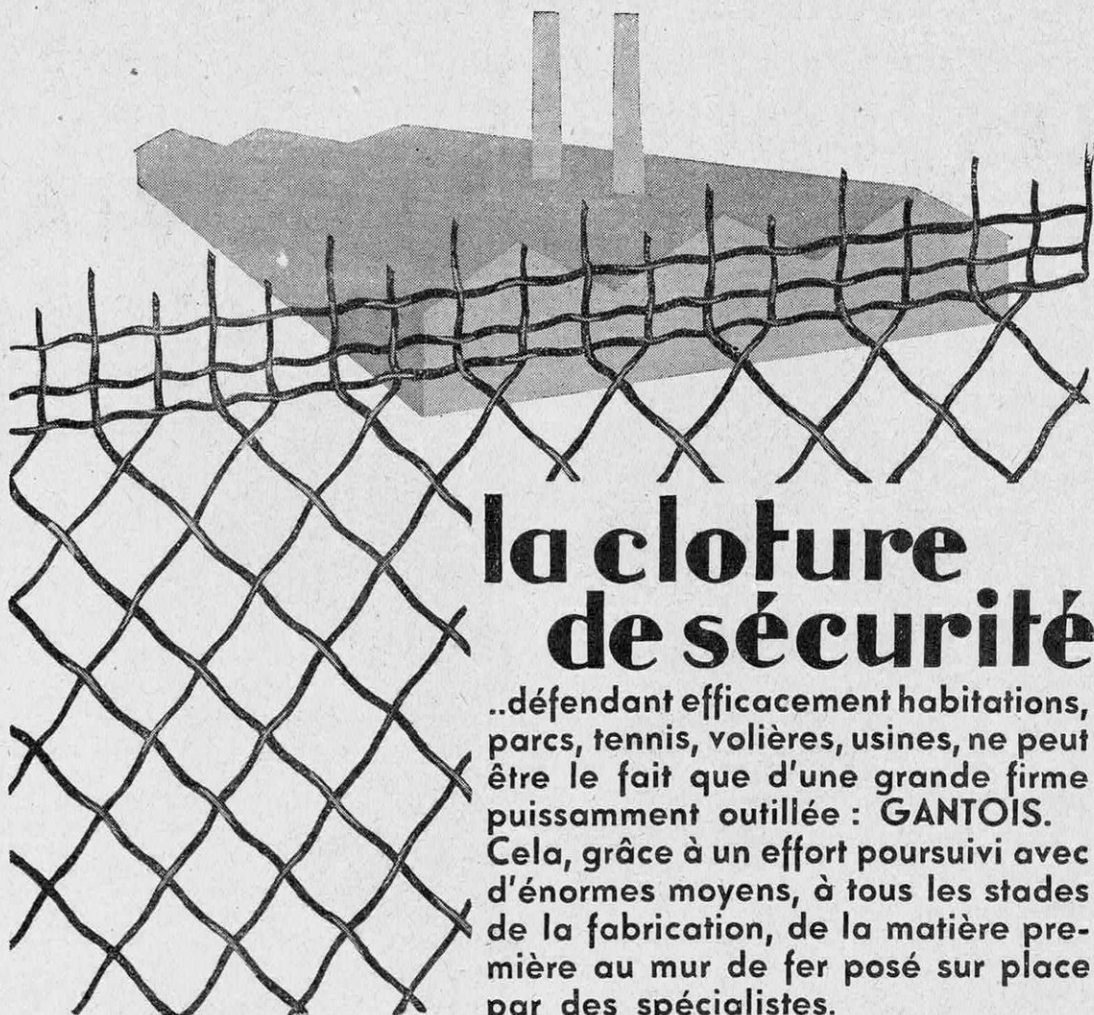 la cloture
de sécurité
..défendant efficacement habitations,
parcs, tennis, volières, usines, ne peut
être le fait que d'une grande firme
puissamment outillée : GANTOIS.
Cela, grâce à un effort poursuivi avec
d'énormes moyens, à tous les stades
de la fabrication, de la matière pre-
mière au mur de fer posé sur place
par des spécialistes.